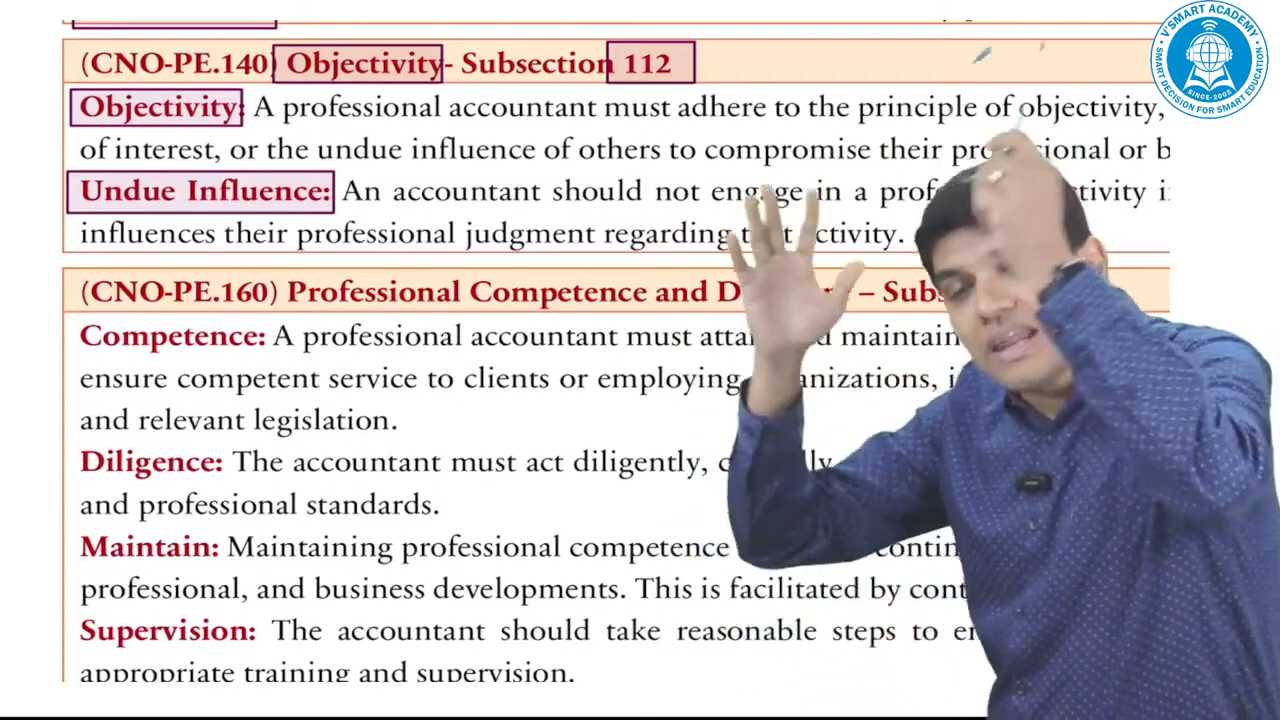 V'SMART ACADEMY
SMART DECISION FOR SMART EDUCATION
SINCE-2005
(CNO-PE.140) Objectivity- Subsection 112
Objectivity: A professional accountant must adhere to the principle of objectivity,
of interest, or the undue influence of others to compromise their or
Undue Influence: An accountant should not engage in a
influences their professional judgment regarding activity.
(CNO-PE.160) Professional Competence and
Competence: A professional accountant must maintain
ensure competent service to clients or employing
and relevant legislation.
Diligence: The accountant must act diligently,
and professional standards.
Maintain: Maintaining professional competence
professional, and business developments. This is facilitated by
Supervision: The accountant should take reasonable steps to
appropriate training and supervision.